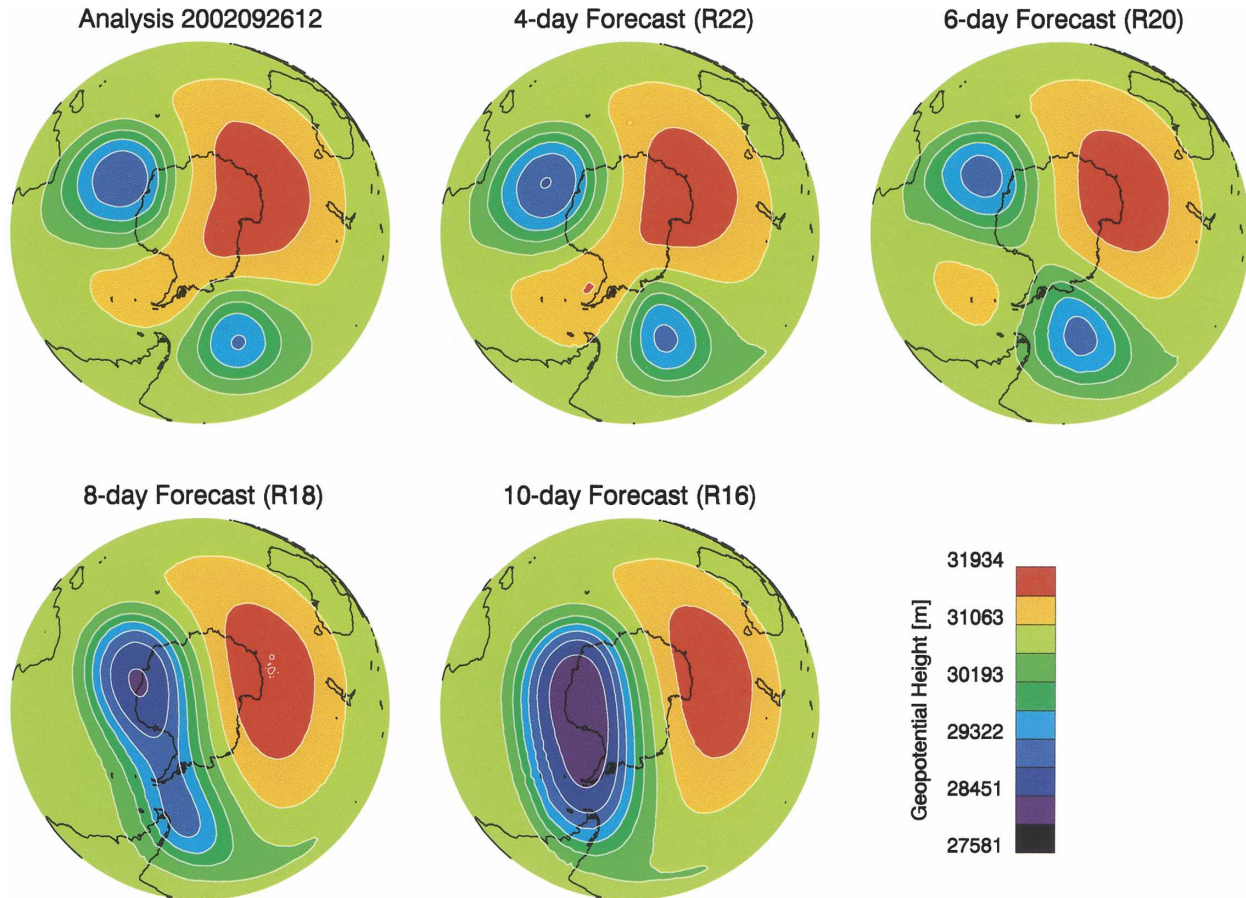 Analysis 2002092612
4-day Forecast (R22)
6-day Forecast (R20)
8-day Forecast (R18)
10-day Forecast (R16)
Geopotential Height [m]
31934
31063
30193
29322
28451
27581